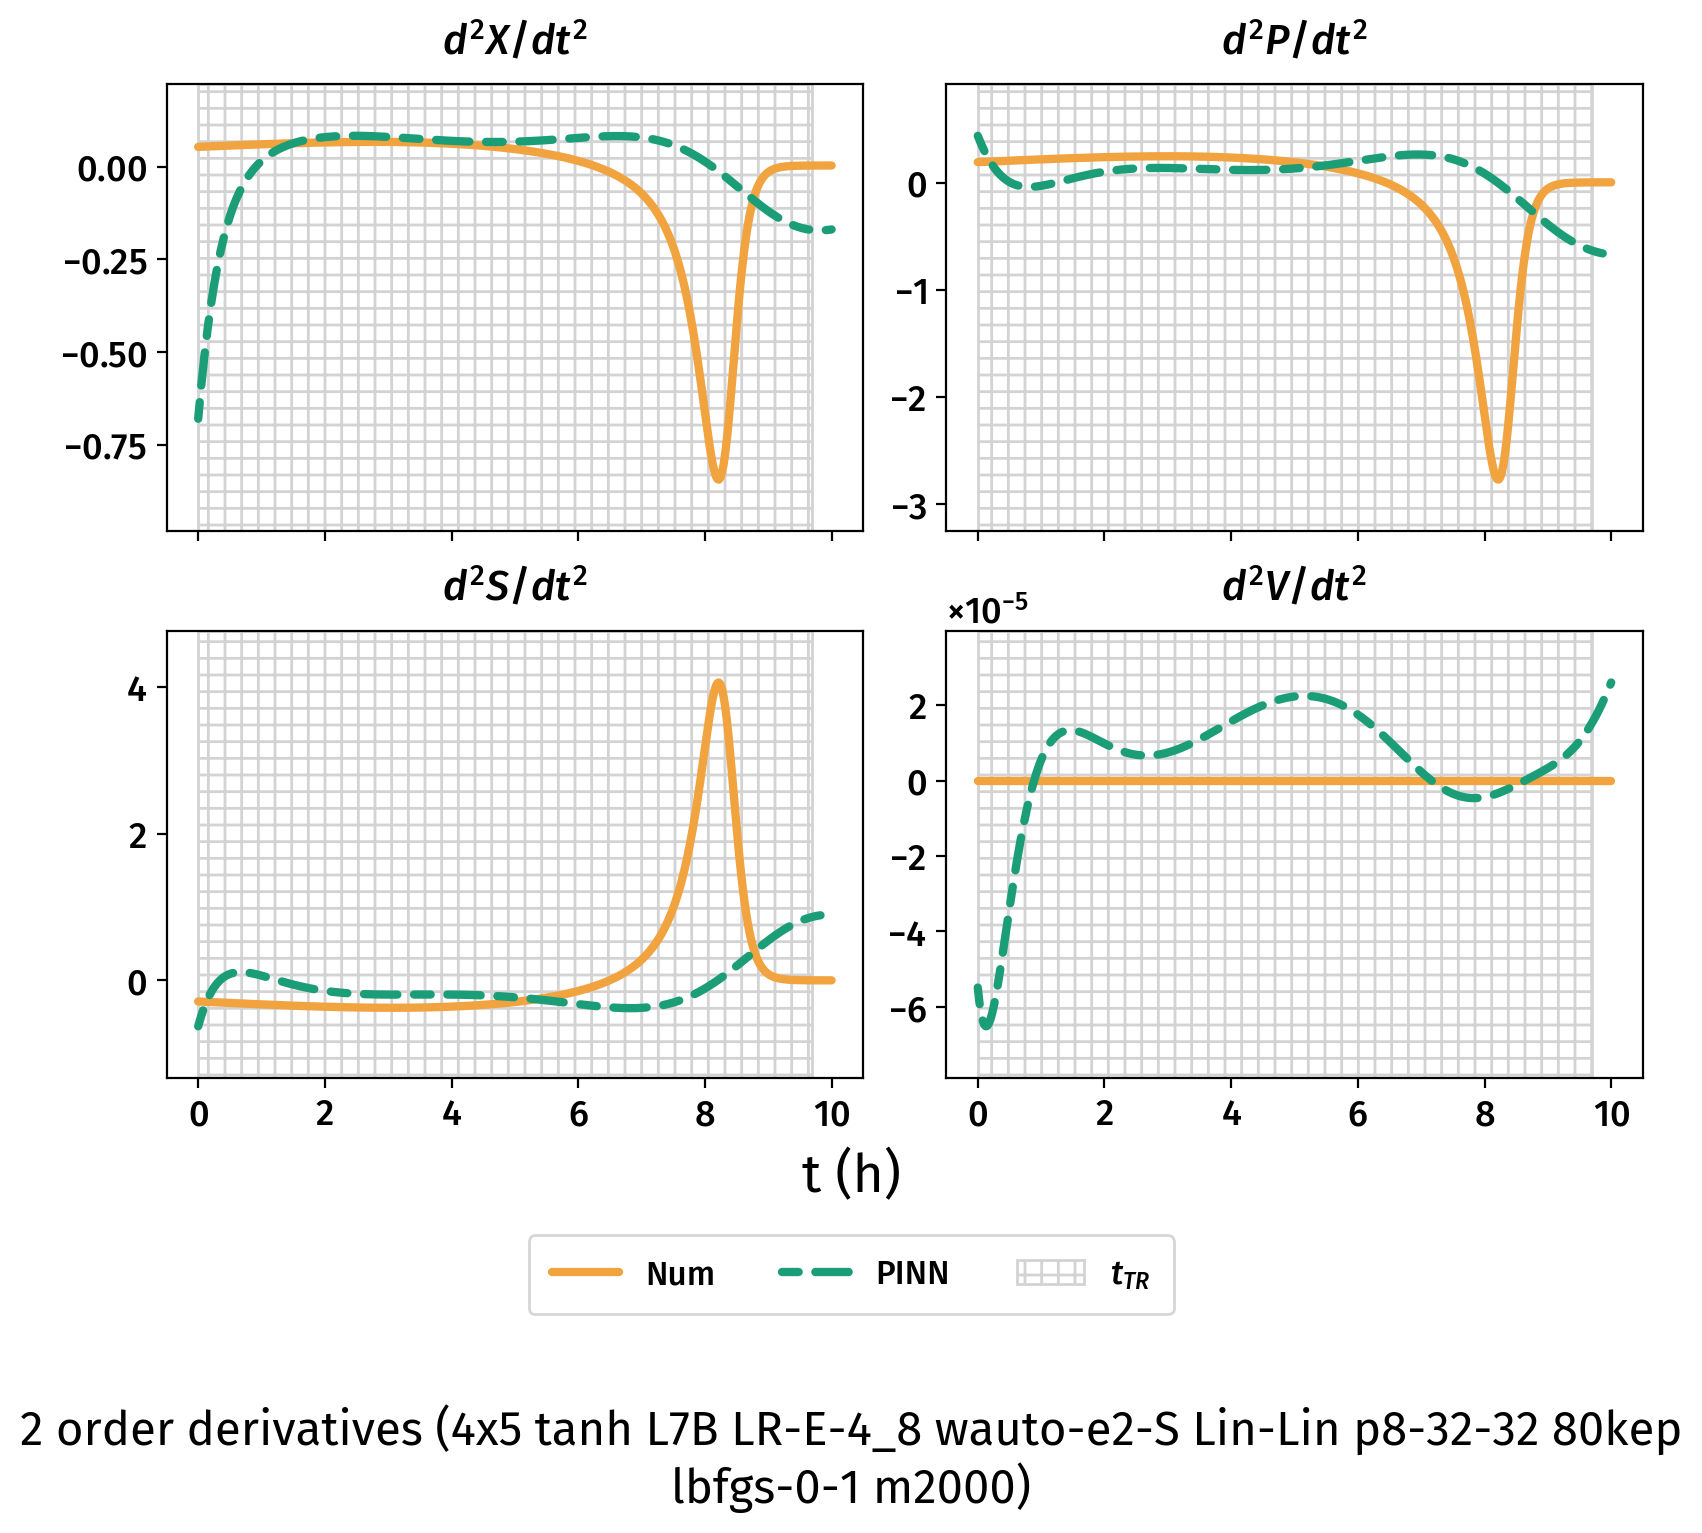 d²X/dt²
d²P/dt²
0.00
−0.25
−0.50
−0.75
0
−1
−2
−3
d²S/dt²
d²V/dt²
×10⁻⁵
4
2
0
2
0
−2
−4
−6
0 2 4 6 8 10
0 2 4 6 8 10
t (h)
Num PINN t_TR
2 order derivatives (4x5 tanh L7B LR-E-4_8 wauto-e2-S Lin-Lin p8-32-32 80kep
lbfgs-0-1 m2000)